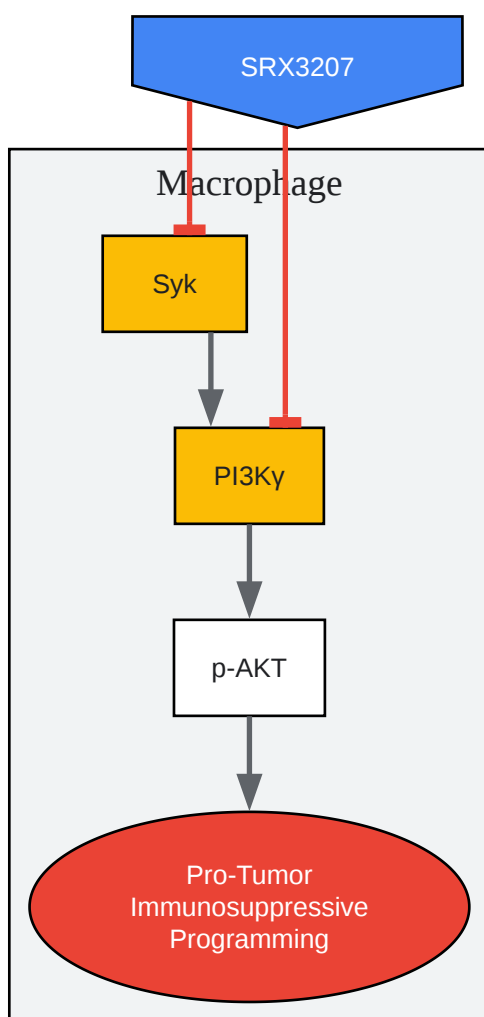 SRX3207
Macrophage
Syk
PI3Kγ
p-AKT
Pro-Tumor
Immunosuppressive
Programming